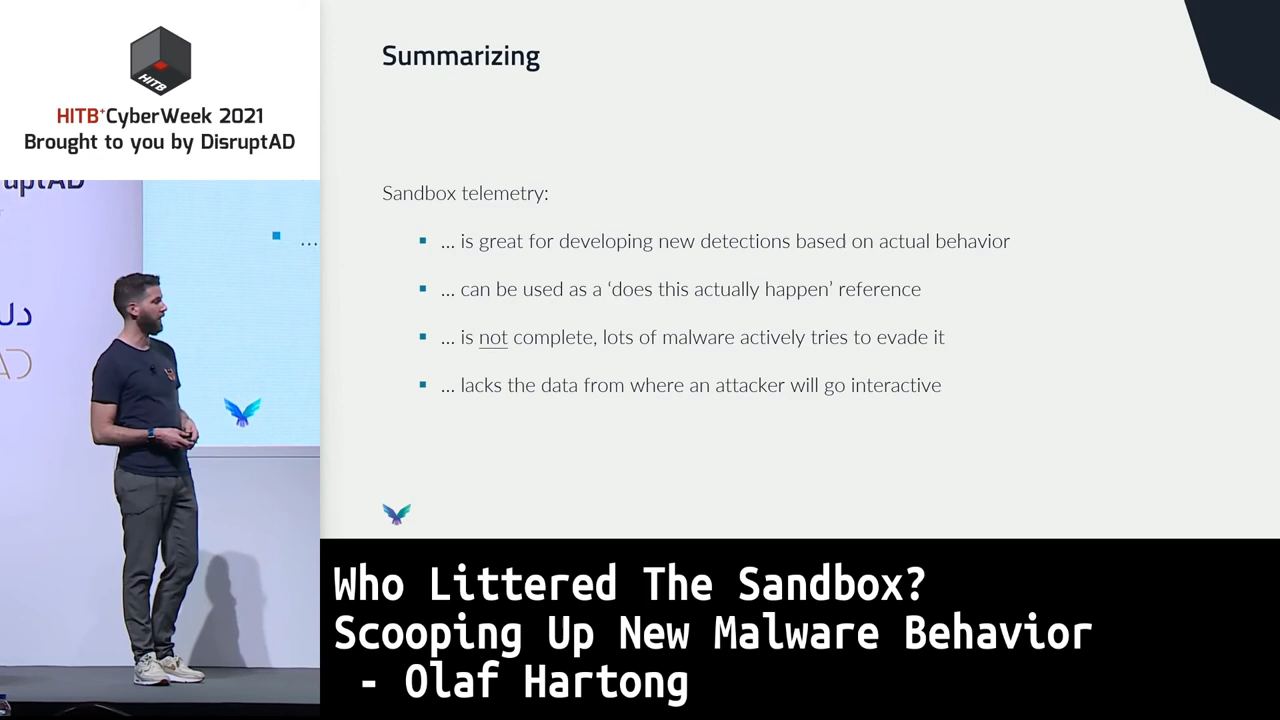 HITB
HITB+CyberWeek 2021
Brought to you by DisruptAD
uptAD
...
Summarizing
Sandbox telemetry:
▪ ... is great for developing new detections based on actual behavior
▪ ... can be used as a ‘does this actually happen’ reference
▪ ... is not complete, lots of malware actively tries to evade it
▪ ... lacks the data from where an attacker will go interactive
Who Littered The Sandbox?
Scooping Up New Malware Behavior
- Olaf Hartong